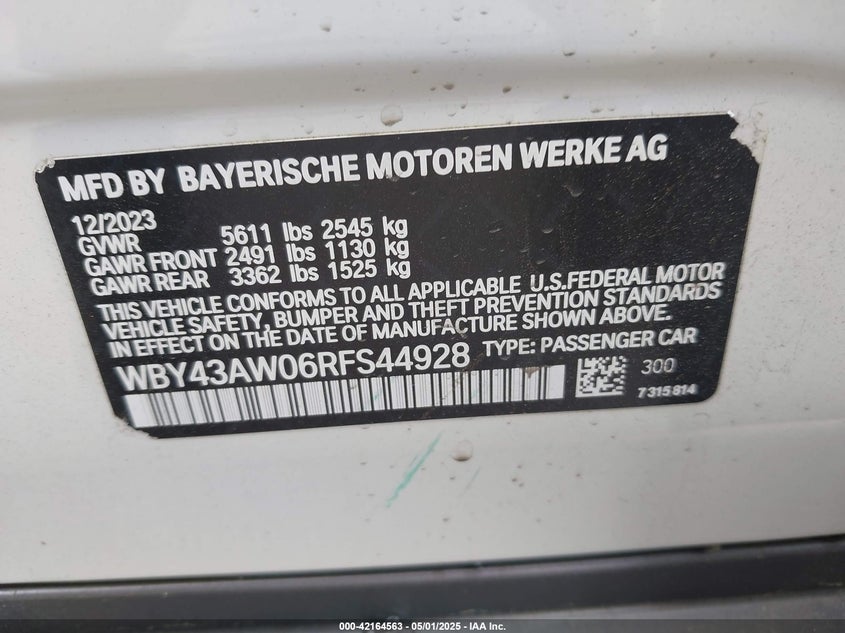 MFD BY BAYERISCHE MOTOREN WERKE AG
12/2023
GVWR 5611 lbs 2545 kg
GAWR FRONT 2491 lbs 1130 kg
GAWR REAR 3362 lbs 1525 kg
THIS VEHICLE CONFORMS TO ALL APPLICABLE U.S.FEDERAL MOTOR
VEHICLE SAFETY, BUMPER AND THEFT PREVENTION STANDARDS
IN EFFECT ON THE DATE OF MANUFACTURE SHOWN ABOVE.
WBY43AW06RFS44928 TYPE: PASSENGER CAR
300
7315814
000-42164563 - 05/01/2025 - IAA Inc.